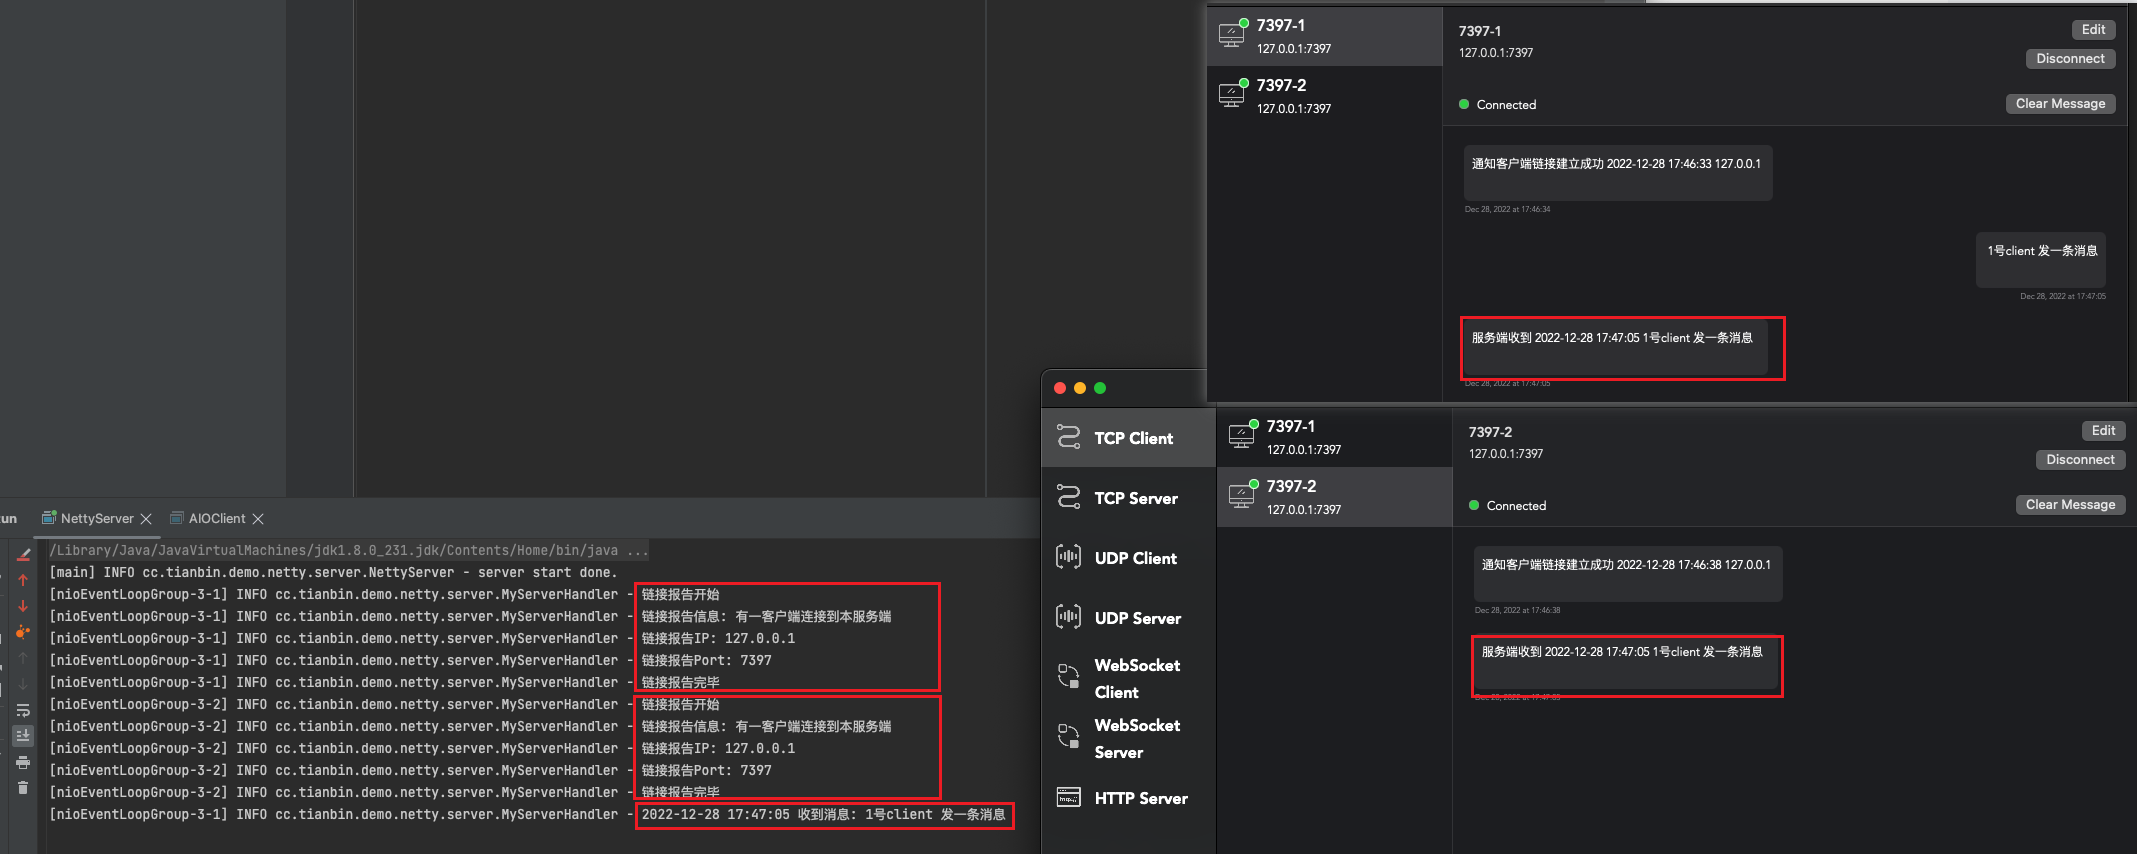 7397-1
127.0.0.1:7397
7397-2
127.0.0.1:7397
7397-1
127.0.0.1:7397
Edit
Disconnect
Connected
Clear Message
通知客户端链接建立成功 2022-12-28 17:46:33 127.0.0.1
Dec 28, 2022 at 17:46:34
1号client 发一条消息
Dec 28, 2022 at 17:47:05
服务端收到 2022-12-28 17:47:05 1号client 发一条消息
Dec 28, 2022 at 17:47:05
TCP Client
TCP Server
UDP Client
UDP Server
WebSocket
Client
WebSocket
Server
HTTP Server
7397-1
127.0.0.1:7397
7397-2
127.0.0.1:7397
7397-2
127.0.0.1:7397
Edit
Disconnect
Connected
Clear Message
通知客户端链接建立成功 2022-12-28 17:46:38 127.0.0.1
Dec 28, 2022 at 17:46:38
服务端收到 2022-12-28 17:47:05 1号client 发一条消息
Dec 28, 2022 at 17:47:05
un
NettyServer
AIOClient
/Library/Java/JavaVirtualMachines/jdk1.8.0_231.jdk/Contents/Home/bin/java ...
[main] INFO cc.tianbin.demo.netty.server.NettyServer - server start done.
[nioEventLoopGroup-3-1] INFO cc.tianbin.demo.netty.server.MyServerHandler - 链接报告开始
[nioEventLoopGroup-3-1] INFO cc.tianbin.demo.netty.server.MyServerHandler - 链接报告信息: 有一客户端连接到本服务端
[nioEventLoopGroup-3-1] INFO cc.tianbin.demo.netty.server.MyServerHandler - 链接报告IP: 127.0.0.1
[nioEventLoopGroup-3-1] INFO cc.tianbin.demo.netty.server.MyServerHandler - 链接报告Port: 7397
[nioEventLoopGroup-3-1] INFO cc.tianbin.demo.netty.server.MyServerHandler - 链接报告完毕
[nioEventLoopGroup-3-2] INFO cc.tianbin.demo.netty.server.MyServerHandler - 链接报告开始
[nioEventLoopGroup-3-2] INFO cc.tianbin.demo.netty.server.MyServerHandler - 链接报告信息: 有一客户端连接到本服务端
[nioEventLoopGroup-3-2] INFO cc.tianbin.demo.netty.server.MyServerHandler - 链接报告IP: 127.0.0.1
[nioEventLoopGroup-3-2] INFO cc.tianbin.demo.netty.server.MyServerHandler - 链接报告Port: 7397
[nioEventLoopGroup-3-2] INFO cc.tianbin.demo.netty.server.MyServerHandler - 链接报告完毕
[nioEventLoopGroup-3-1] INFO cc.tianbin.demo.netty.server.MyServerHandler - 2022-12-28 17:47:05 收到消息: 1号client 发一条消息